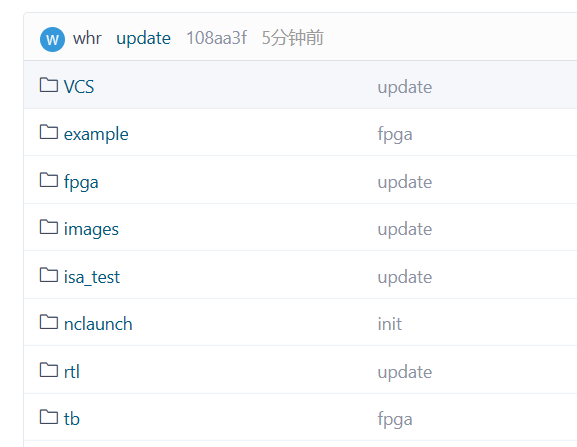 W whr update 108aa3f 5分钟前
VCS update
example fpga
fpga update
images update
isa_test update
nclaunch init
rtl update
tb fpga